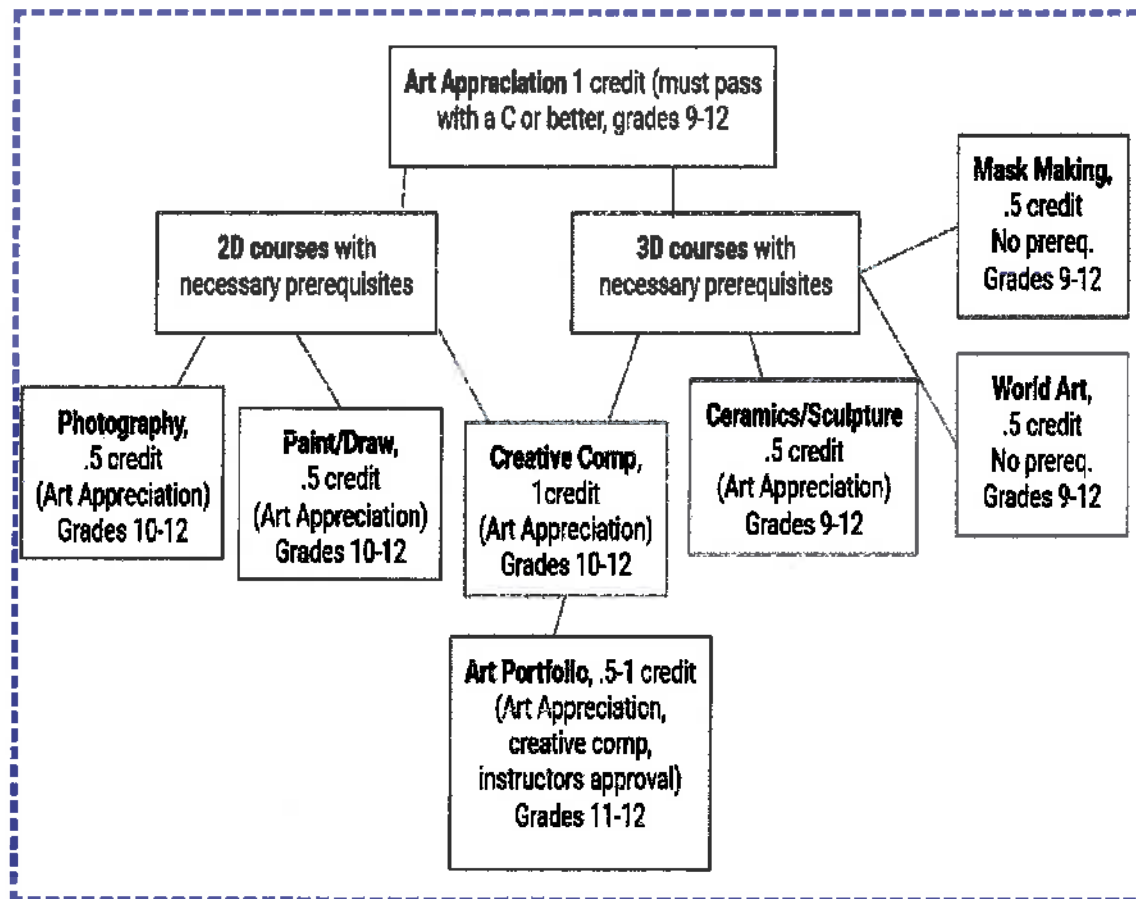 Art Appreciation 1 credit (must pass
with a C or better, grades 9-12
Mask Making,
.5 credit
No prereq.
Grades 9-12
2D courses with
necessary prerequisites
3D courses with
necessary prerequisites
World Art,
.5 credit
No prereq.
Grades 9-12
Photography,
.5 credit
(Art Appreciation)
Grades 10-12
Paint/Draw,
.5 credit
(Art Appreciation)
Grades 10-12
Creative Comp,
1credit
(Art Appreciation)
Grades 10-12
Ceramics/Sculpture
.5 credit
(Art Appreciation)
Grades 9-12
Art Portfolio, .5-1 credit
(Art Appreciation,
creative comp,
instructors approval)
Grades 11-12